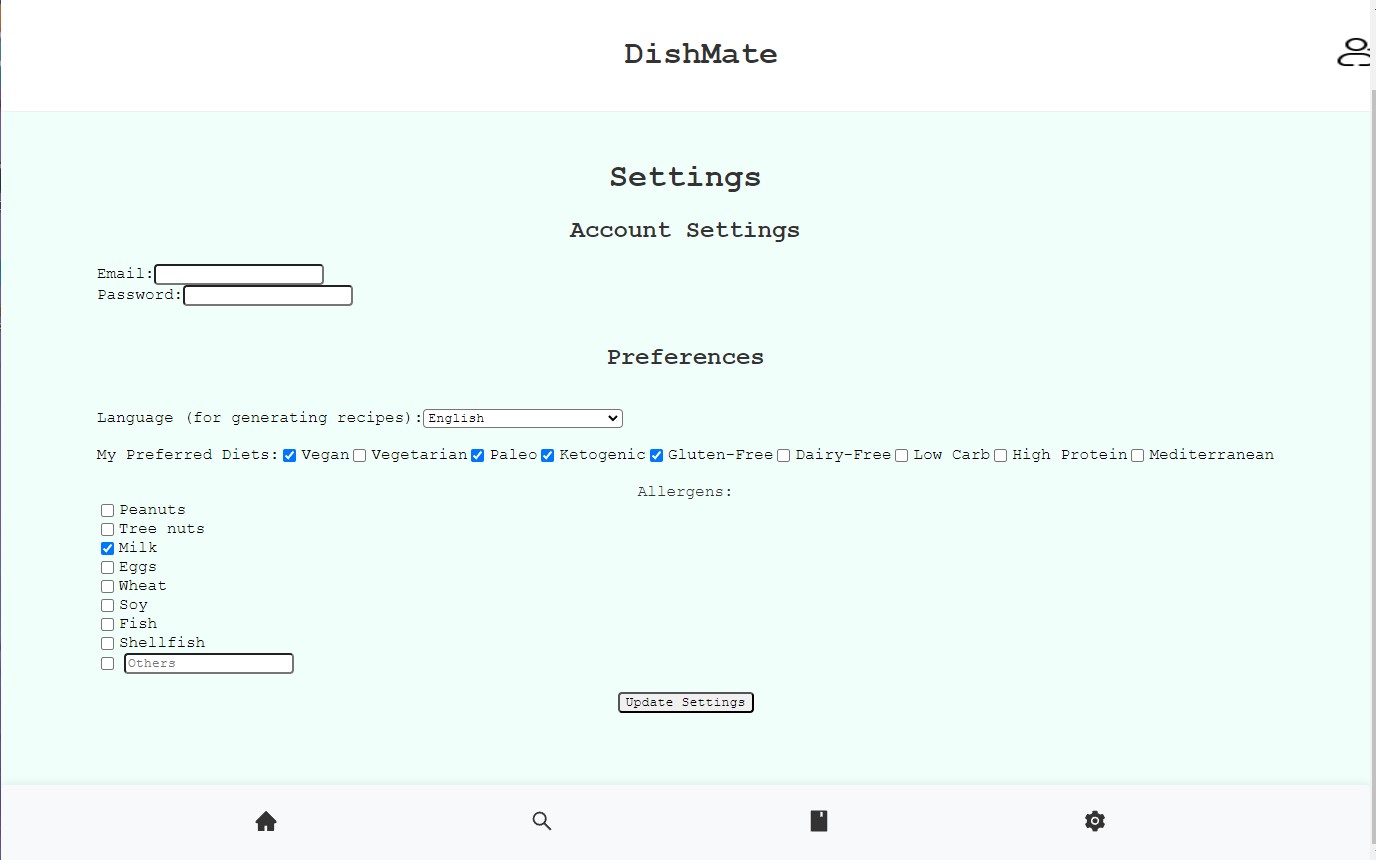 DishMate
Settings
Account Settings
Email:
Password:
Preferences
Language (for generating recipes): English
My Preferred Diets: Vegan Vegetarian Paleo Ketogenic Gluten-Free Dairy-Free Low Carb High Protein Mediterranean
Allergens:
Peanuts
Tree nuts
Milk
Eggs
Wheat
Soy
Fish
Shellfish
Others
Update Settings